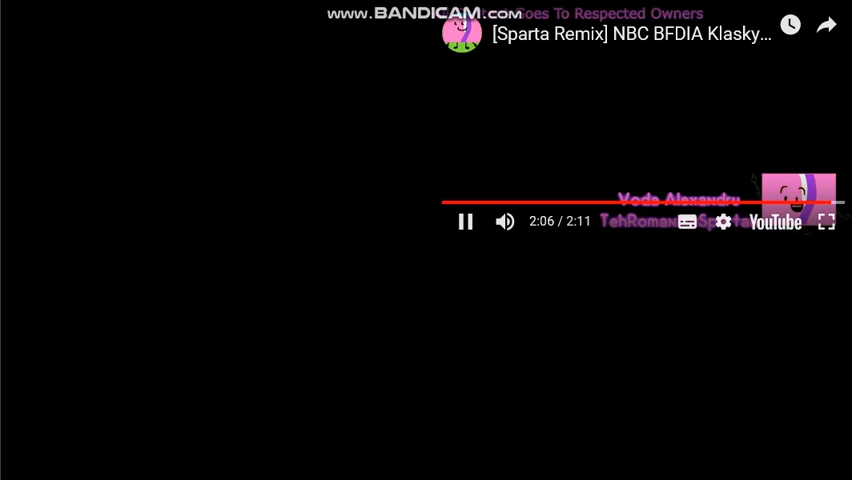 www.BANDICAM.com
Goes To Respected Owners
[Sparta Remix] NBC BFDIA Klasky...
Voda Alexandru
2:06 / 2:11
YouTube